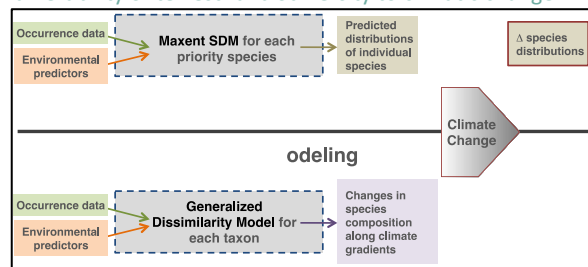 Occurrence data
Environmental
predictors
Maxent SDM for each
priority species
Predicted
distributions
of individual
species
Δ species
distributions
Climate
Change
odeling
Occurrence data
Environmental
predictors
Generalized
Dissimilarity Model for
each taxon
Changes in
species
composition
along climate
gradients